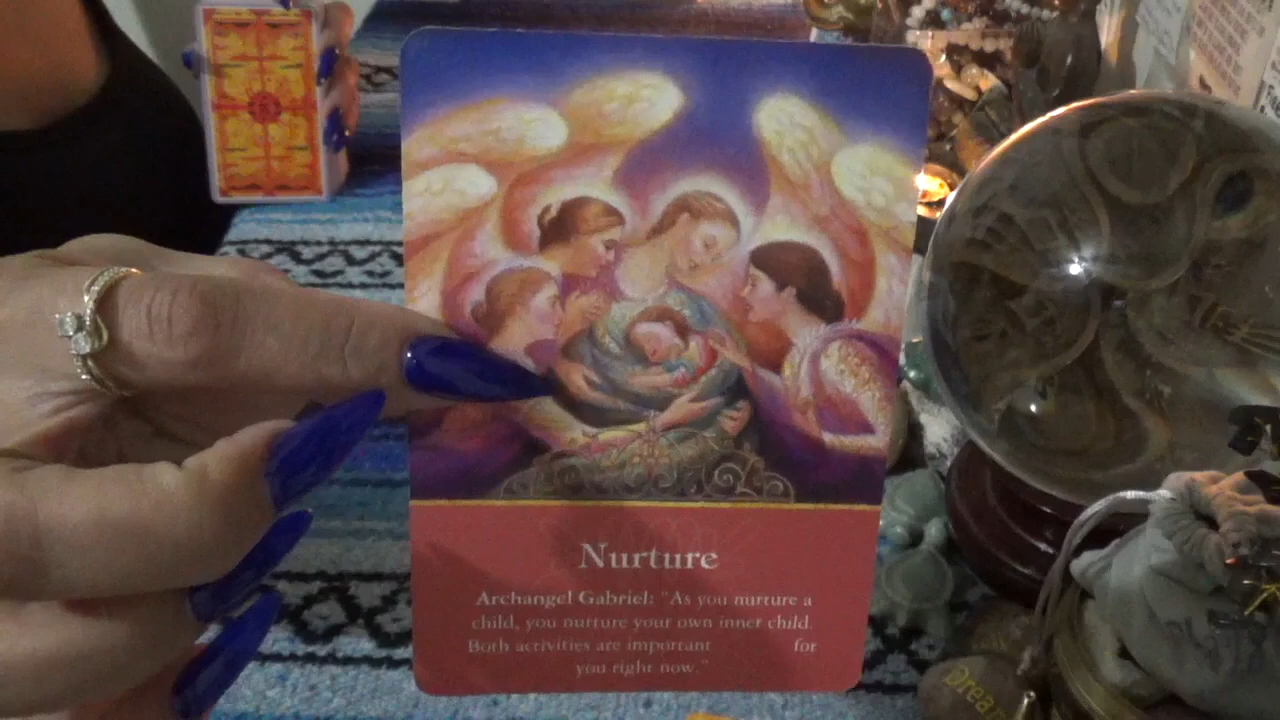 Nurture
Archangel Gabriel: "As you nurture a
child, you nurture your own inner child.
Both activities are important for
you right now."
Dream